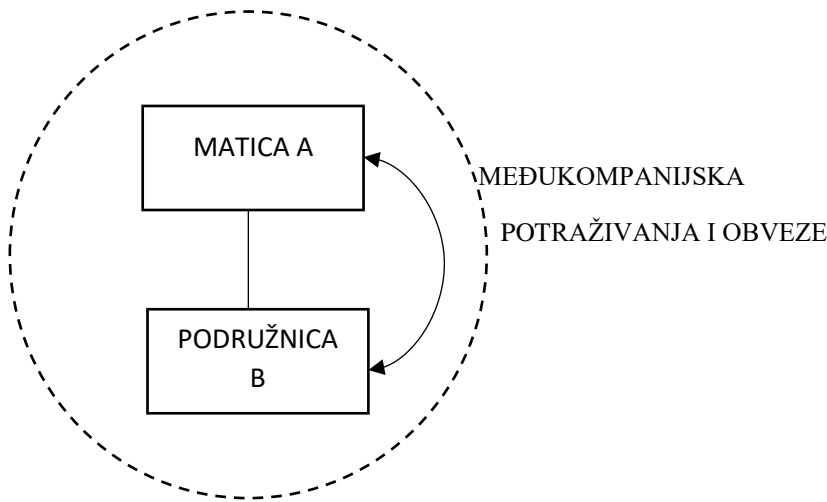 MATICA A
MEĐUKOMPANIJSKA
POTRAŽIVANJA I OBVEZE
PODRUŽNICA
B